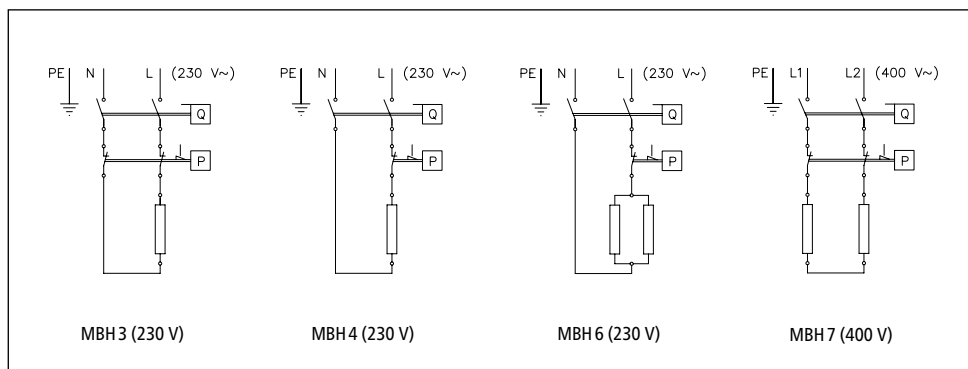 PE N L (230 V~)
Q
P
MBH 3 (230 V)
PE N L (230 V~)
Q
P
MBH 4 (230 V)
PE N L (230 V~)
Q
P
MBH 6 (230 V)
PE L1 L2 (400 V~)
Q
P
MBH 7 (400 V)